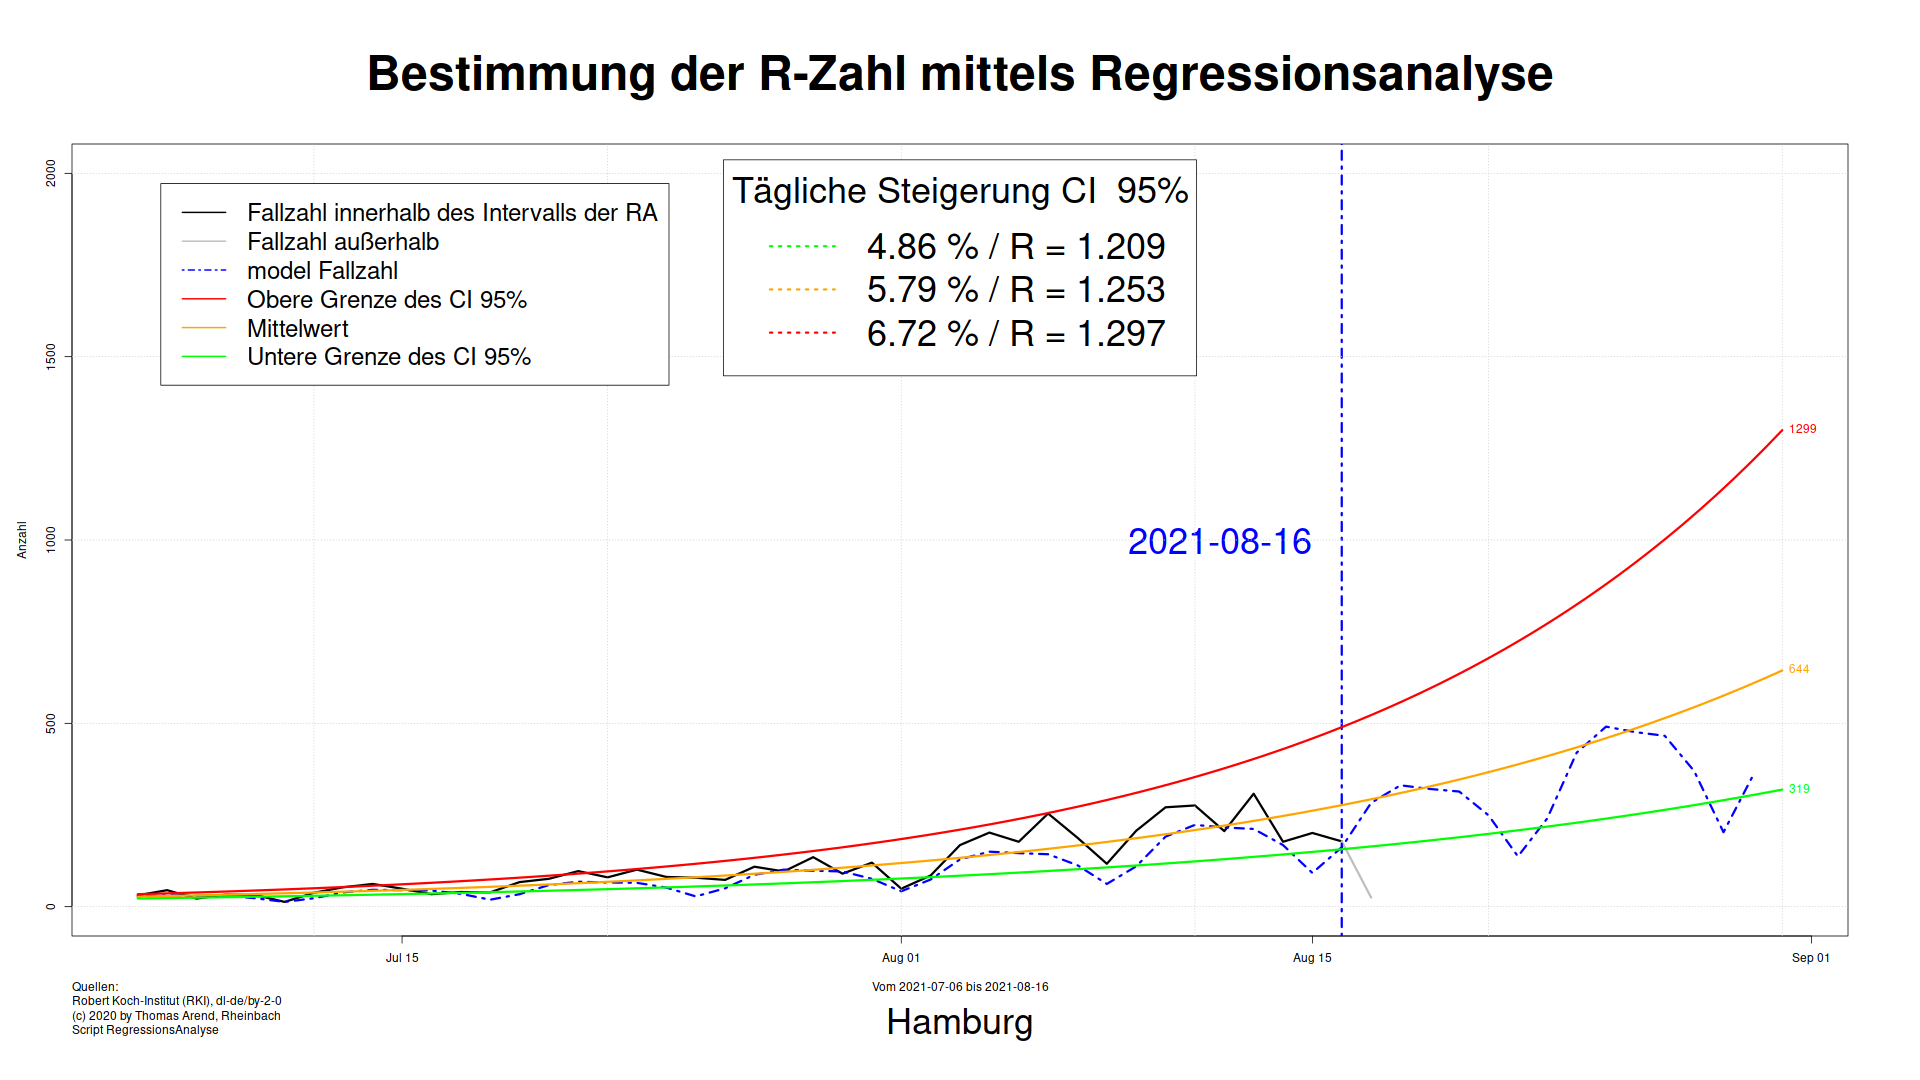 Bestimmung der R-Zahl mittels Regressionsanalyse
Fallzahl innerhalb des Intervalls der RA
Fallzahl außerhalb
model Fallzahl
Obere Grenze des CI 95%
Mittelwert
Untere Grenze des CI 95%
Tägliche Steigerung CI 95%
4.86 % / R = 1.209
5.79 % / R = 1.253
6.72 % / R = 1.297
2000
1500
1000
500
0
Anzahl
2021-08-16
1299
644
319
Jul 15
Aug 01
Aug 15
Sep 01
Vom 2021-07-06 bis 2021-08-16
Hamburg
Quellen:
Robert Koch-Institut (RKI), dl-de/by-2-0
(c) 2020 by Thomas Arend, Rheinbach
Script RegressionsAnalyse